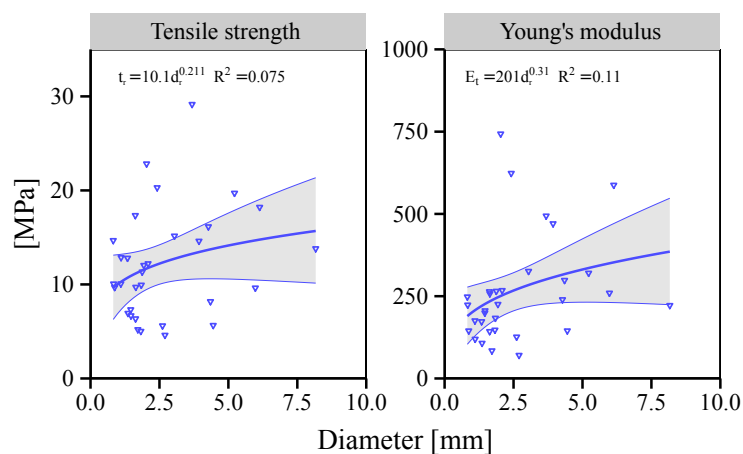 Tensile strength Young's modulus
t_r =10.1d_r^0.211 R^2 =0.075
E_t =201d_r^0.31 R^2 =0.11
[MPa]
30
20
10
0
1000
750
500
250
0
0.0 2.5 5.0 7.5 10.0
0.0 2.5 5.0 7.5 10.0
Diameter [mm]